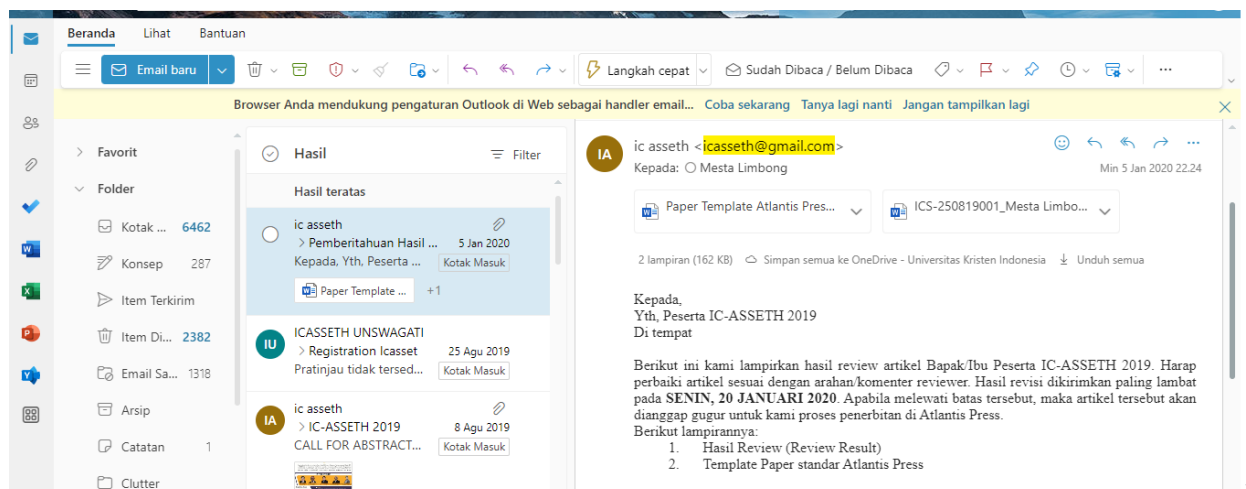 Beranda Lihat Bantuan
Email baru
Langkah cepat
Sudah Dibaca / Belum Dibaca
Browser Anda mendukung pengaturan Outlook di Web sebagai handler email... Coba sekarang Tanya lagi nanti Jangan tampilkan lagi
Favorit
Folder
Kotak ... 6462
Konsep 287
Item Terkirim
Item Di... 2382
Email Sa... 1318
Arsip
Catatan 1
Clutter
Hasil Filter
Hasil teratas
ic asseth
> Pemberitahuan Hasil ... 5 Jan 2020
Kepada, Yth, Peserta ... Kotak Masuk
Paper Template ... +1
IU
ICASSETH UNSWAGATI
> Registration Icasset 25 Agu 2019
Pratinjau tidak tersed... Kotak Masuk
IA
ic asseth
> IC-ASSETH 2019 8 Agu 2019
CALL FOR ABSTRACT... Kotak Masuk
IA
ic asseth <icasseth@gmail.com>
Kepada: Mesta Limbong
Min 5 Jan 2020 22.24
Paper Template Atlantis Pres...
ICS-250819001_Mesta Limbo...
2 lampiran (162 KB) Simpan semua ke OneDrive - Universitas Kristen Indonesia Unduh semua
Kepada,
Yth, Peserta IC-ASSETH 2019
Di tempat
Berikut ini kami lampirkan hasil review artikel Bapak/Ibu Peserta IC-ASSETH 2019. Harap
perbaiki artikel sesuai dengan arahan/komenter reviewer. Hasil revisi dikirimkan paling lambat
pada SENIN, 20 JANUARI 2020. Apabila melewati batas tersebut, maka artikel tersebut akan
dianggap gugur untuk kami proses penerbitan di Atlantis Press.
Berikut lampirannya:
1. Hasil Review (Review Result)
2. Template Paper standar Atlantis Press